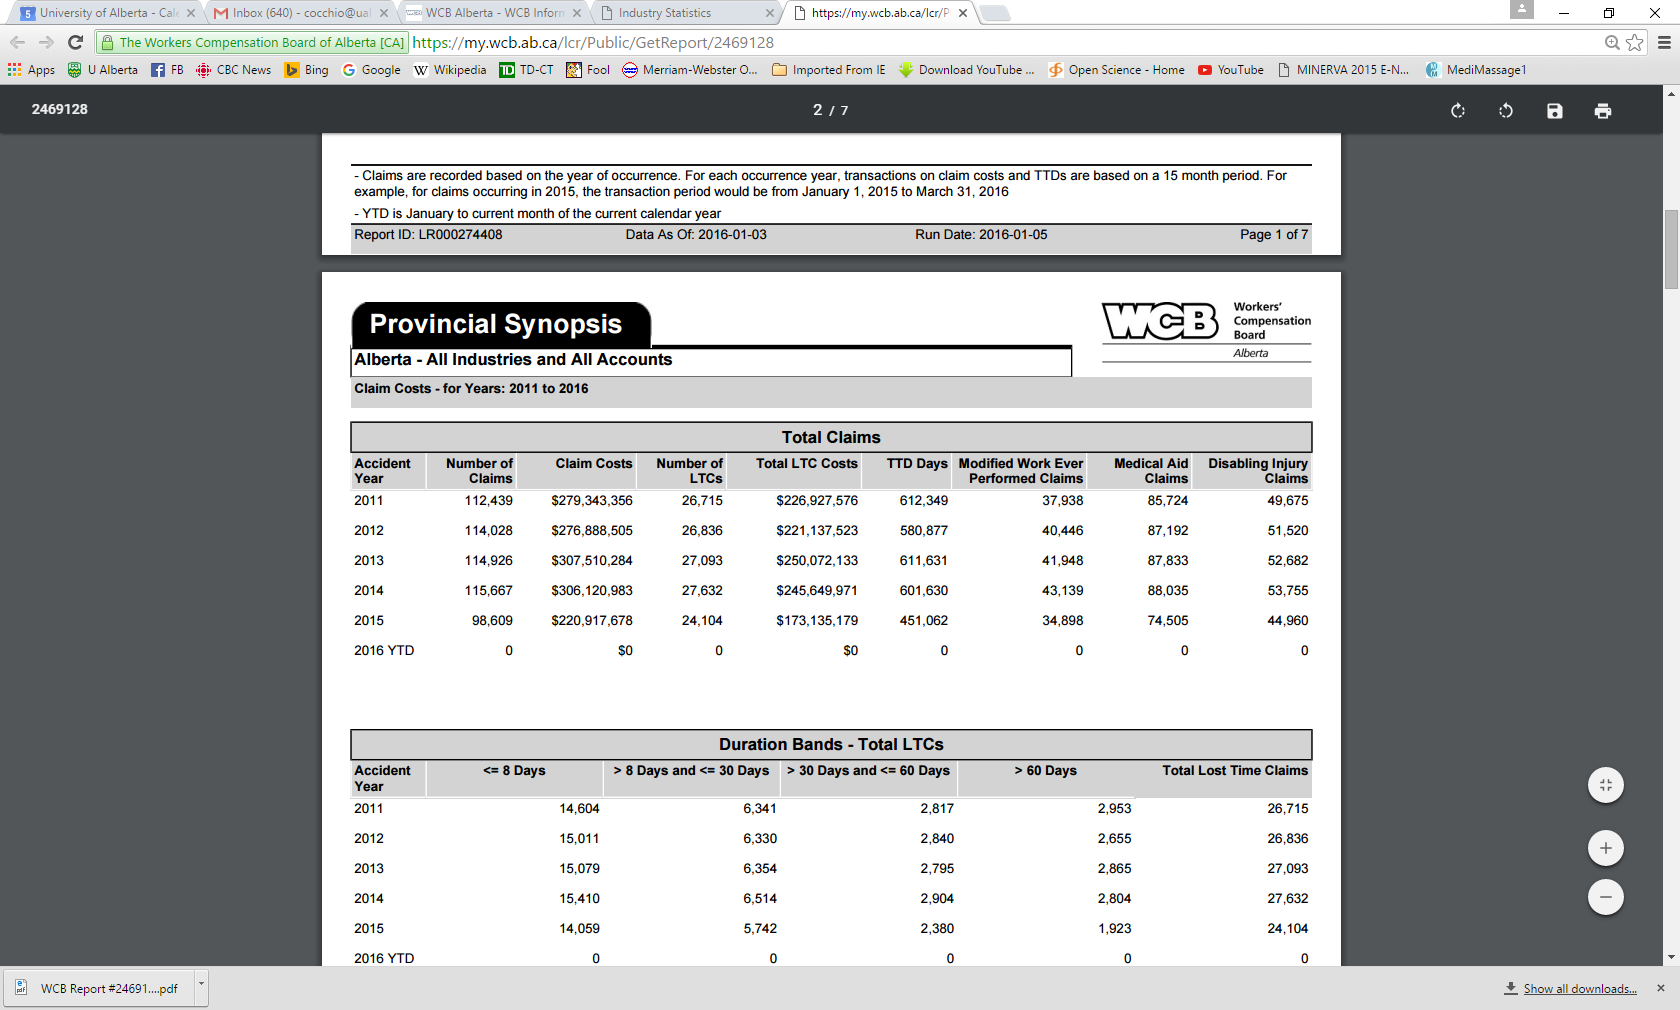 University of Alberta - Cale
Inbox (640) - cocchio@ual
WCB Alberta - WCB Inform
Industry Statistics
https://my.wcb.ab.ca/lcr/P
The Workers Compensation Board of Alberta [CA] https://my.wcb.ab.ca/lcr/Public/GetReport/2469128
Apps U Alberta FB CBC News Bing Google Wikipedia TD-CT Fool Merriam-Webster O... Imported From IE Download YouTube ... Open Science - Home YouTube MINERVA 2015 E-N... MediMassage1
2469128 2 / 7
- Claims are recorded based on the year of occurrence. For each occurrence year, transactions on claim costs and TTDs are based on a 15 month period. For
example, for claims occurring in 2015, the transaction period would be from January 1, 2015 to March 31, 2016
- YTD is January to current month of the current calendar year
Report ID: LR000274408 Data As Of: 2016-01-03 Run Date: 2016-01-05 Page 1 of 7
Provincial Synopsis
WCB
Workers'
Compensation
Board
Alberta
Alberta - All Industries and All Accounts
Claim Costs - for Years: 2011 to 2016
Total Claims
Accident Year Number of Claims Claim Costs Number of LTCs Total LTC Costs TTD Days Modified Work Ever Performed Claims Medical Aid Claims Disabling Injury Claims
2011 112,439 $279,343,356 26,715 $226,927,576 612,349 37,938 85,724 49,675
2012 114,028 $276,888,505 26,836 $221,137,523 580,877 40,446 87,192 51,520
2013 114,926 $307,510,284 27,093 $250,072,133 611,631 41,948 87,833 52,682
2014 115,667 $306,120,983 27,632 $245,649,971 601,630 43,139 88,035 53,755
2015 98,609 $220,917,678 24,104 $173,135,179 451,062 34,898 74,505 44,960
2016 YTD 0 $0 0 $0 0 0 0 0
Duration Bands - Total LTCs
Accident Year <= 8 Days > 8 Days and <= 30 Days > 30 Days and <= 60 Days > 60 Days Total Lost Time Claims
2011 14,604 6,341 2,817 2,953 26,715
2012 15,011 6,330 2,840 2,655 26,836
2013 15,079 6,354 2,795 2,865 27,093
2014 15,410 6,514 2,904 2,804 27,632
2015 14,059 5,742 2,380 1,923 24,104
2016 YTD 0 0 0 0 0
WCB Report #24691....pdf
Show all downloads...